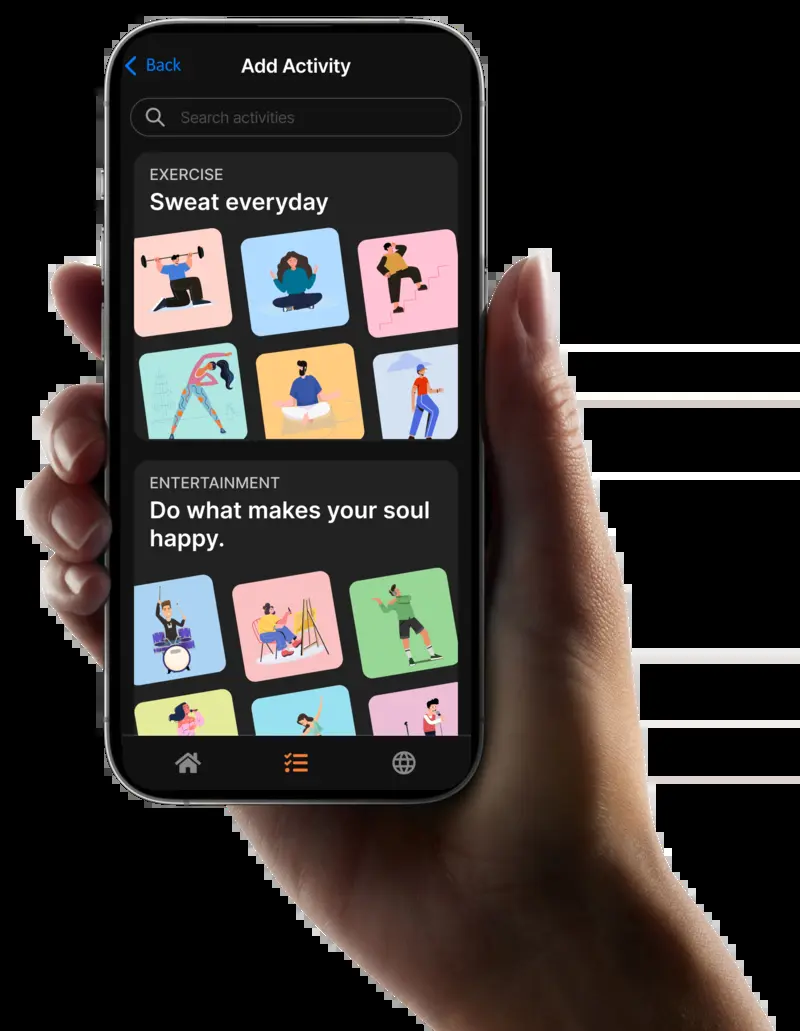 Back
Add Activity
Search activities
EXERCISE
Sweat everyday
ENTERTAINMENT
Do what makes your soul
happy.